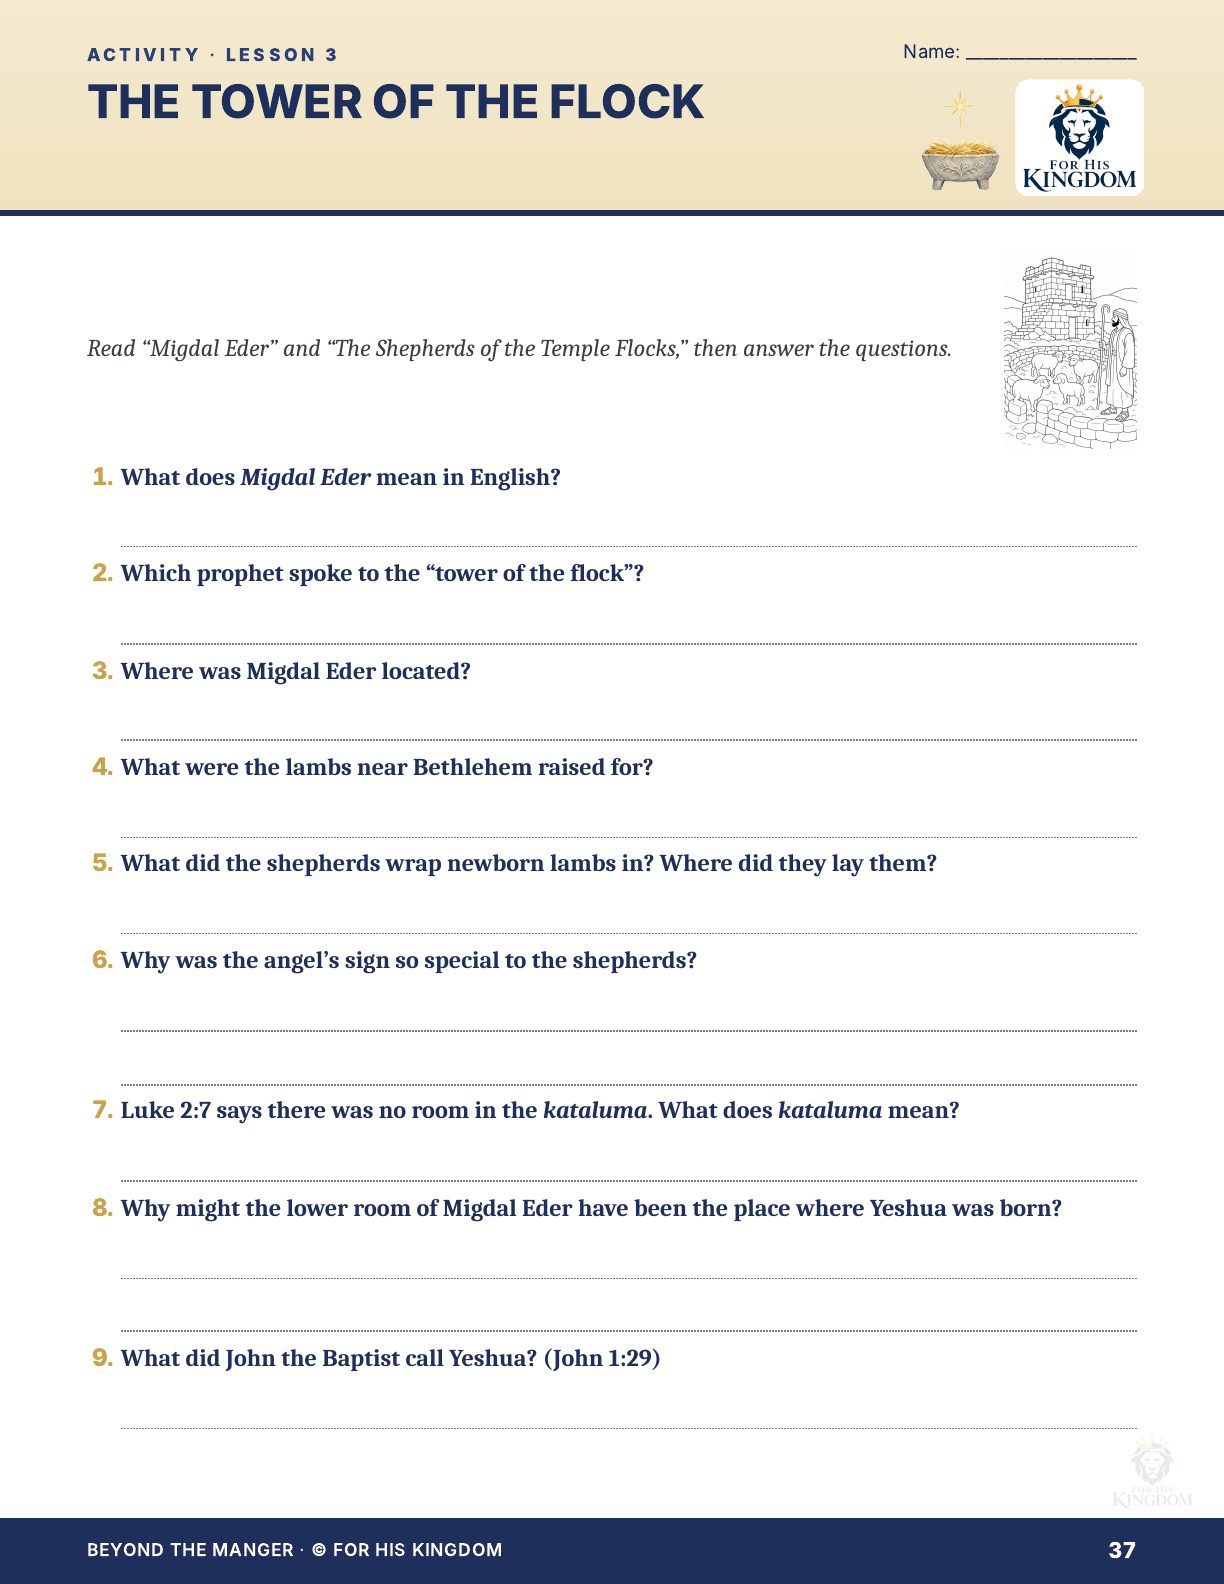 ACTIVITY · LESSON 3
THE TOWER OF THE FLOCK
Name: ________________
FOR HIS
KINGDOM
Read “Migdal Eder” and “The Shepherds of the Temple Flocks,” then answer the questions.
1. What does Migdal Eder mean in English?
2. Which prophet spoke to the “tower of the flock”?
3. Where was Migdal Eder located?
4. What were the lambs near Bethlehem raised for?
5. What did the shepherds wrap newborn lambs in? Where did they lay them?
6. Why was the angel’s sign so special to the shepherds?
7. Luke 2:7 says there was no room in the kataluma. What does kataluma mean?
8. Why might the lower room of Migdal Eder have been the place where Yeshua was born?
9. What did John the Baptist call Yeshua? (John 1:29)
FOR HIS
KINGDOM
BEYOND THE MANGER · © FOR HIS KINGDOM
37